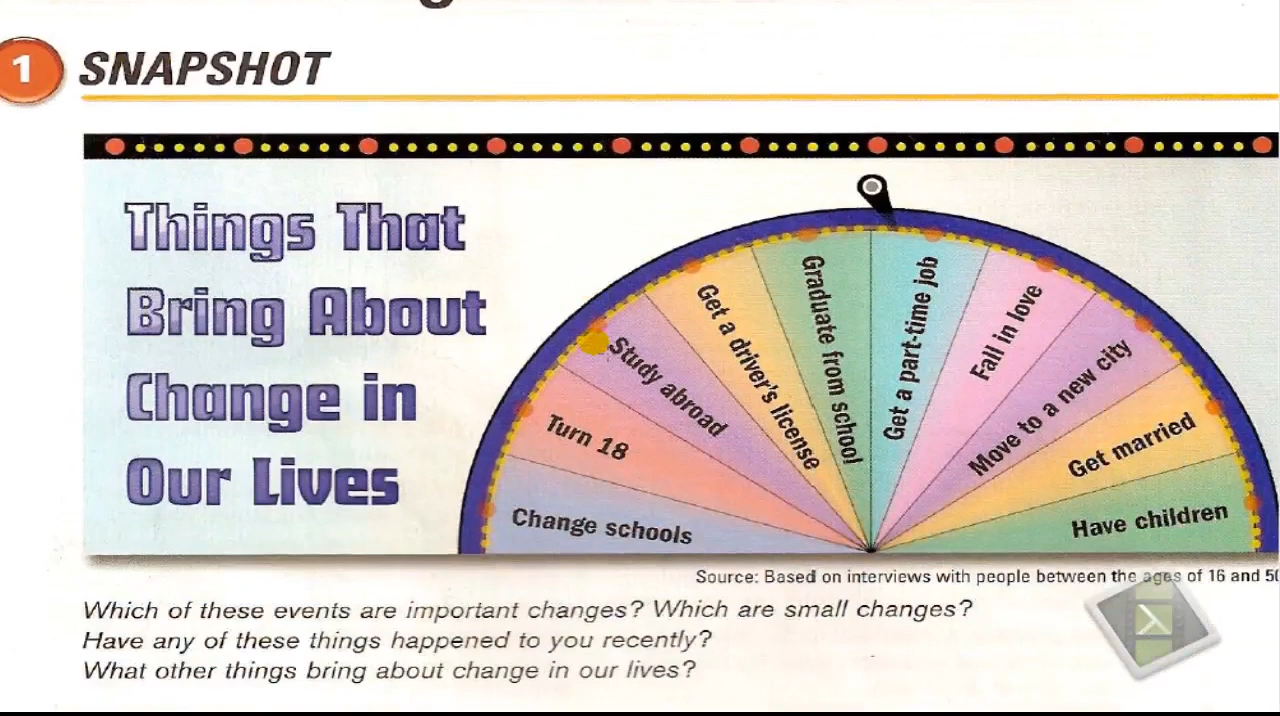 1 SNAPSHOT
Things That
Bring About
Change in
Our Lives
Change schools
Turn 18
Study abroad
Get a driver's license
Graduate from school
Get a part-time job
Fall in love
Move to a new city
Get married
Have children
Source: Based on interviews with people between the ages of 16 and
Which of these events are important changes? Which are small changes?
Have any of these things happened to you recently?
What other things bring about change in our lives?